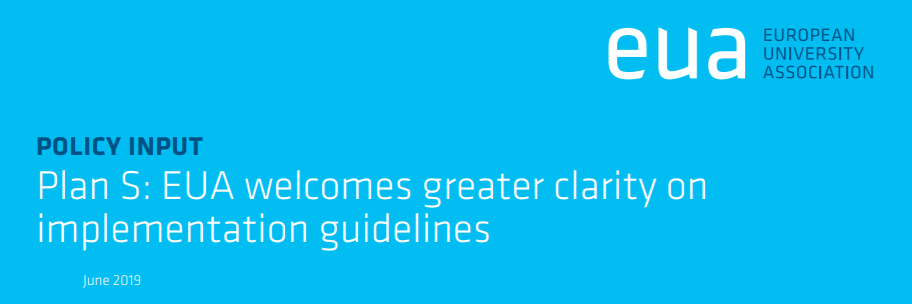 eua
EUROPEAN
UNIVERSITY
ASSOCIATION
POLICY INPUT
Plan S: EUA welcomes greater clarity on
implementation guidelines
June 2019